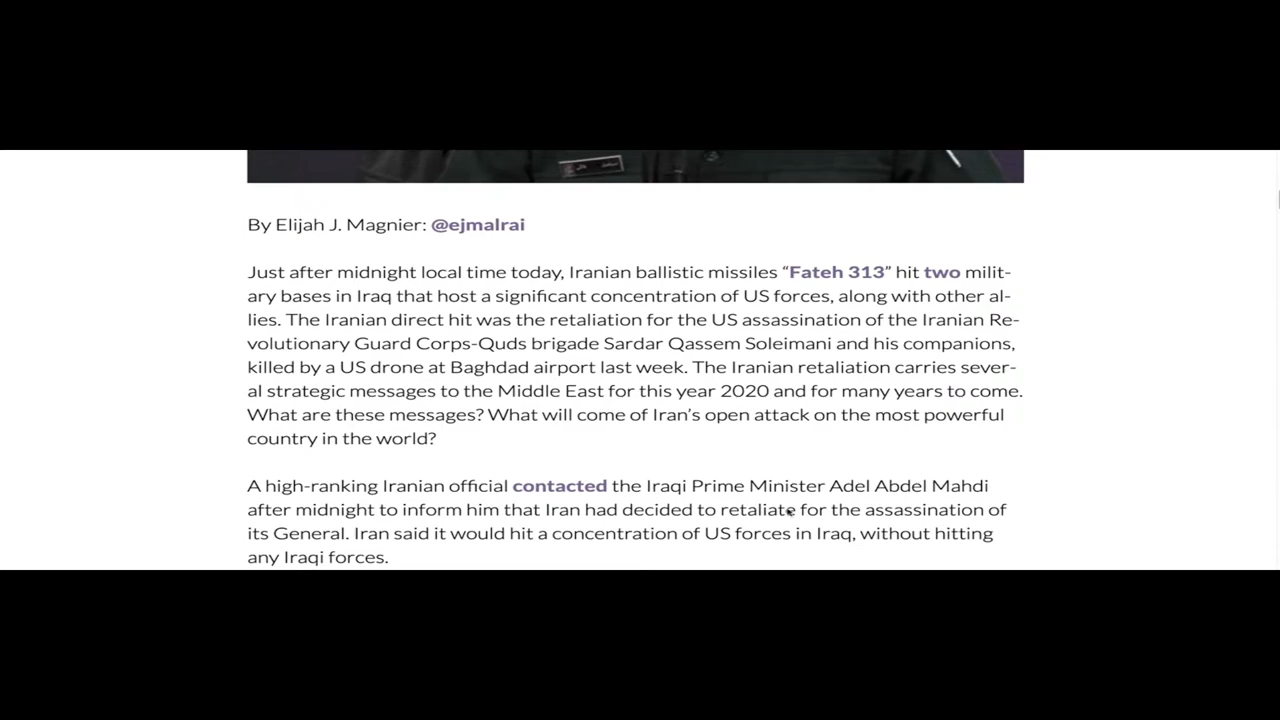 By Elijah J. Magnier: @ejmalrai
Just after midnight local time today, Iranian ballistic missiles “Fateh 313” hit two milit-
ary bases in Iraq that host a significant concentration of US forces, along with other al-
lies. The Iranian direct hit was the retaliation for the US assassination of the Iranian Re-
volutionary Guard Corps-Quds brigade Sardar Qassem Soleimani and his companions,
killed by a US drone at Baghdad airport last week. The Iranian retaliation carries sever-
al strategic messages to the Middle East for this year 2020 and for many years to come.
What are these messages? What will come of Iran’s open attack on the most powerful
country in the world?
A high-ranking Iranian official contacted the Iraqi Prime Minister Adel Abdel Mahdi
after midnight to inform him that Iran had decided to retaliate for the assassination of
its General. Iran said it would hit a concentration of US forces in Iraq, without hitting
any Iraqi forces.